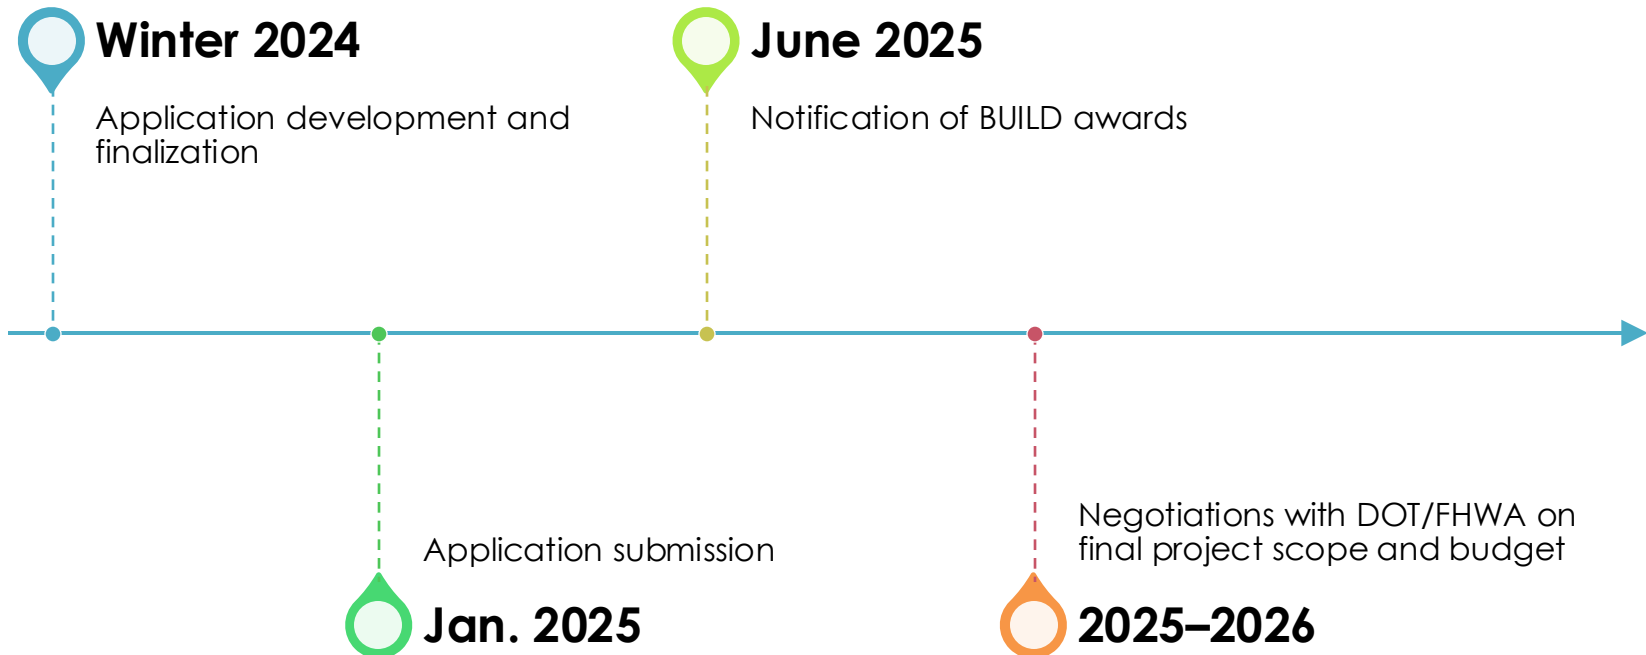 Winter 2024
Application development and
finalization
June 2025
Notification of BUILD awards
Application submission
Jan. 2025
Negotiations with DOT/FHWA on
final project scope and budget
2025–2026